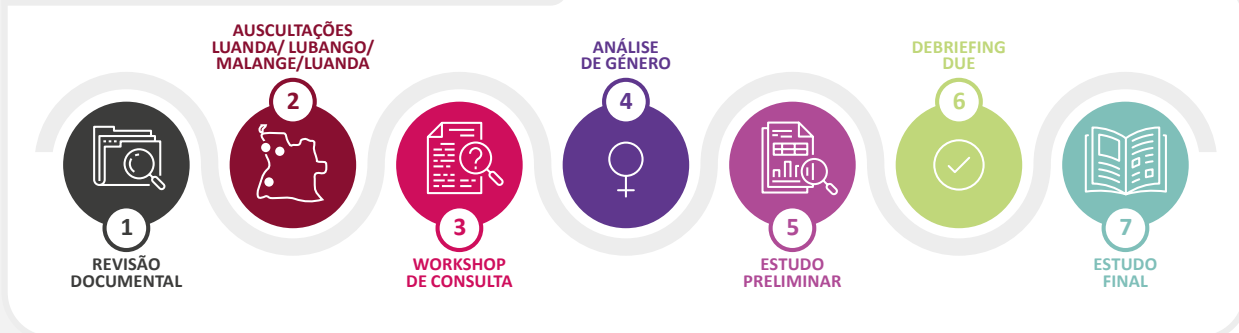 1
REVISÃO
DOCUMENTAL
AUSCULTAÇÕES
LUANDA/ LUBANGO/
MALANGE/LUANDA
2
3
WORKSHOP
DE CONSULTA
ANÁLISE
DE GÉNERO
4
5
ESTUDO
PRELIMINAR
DEBRIEFING
DUE
6
7
ESTUDO
FINAL